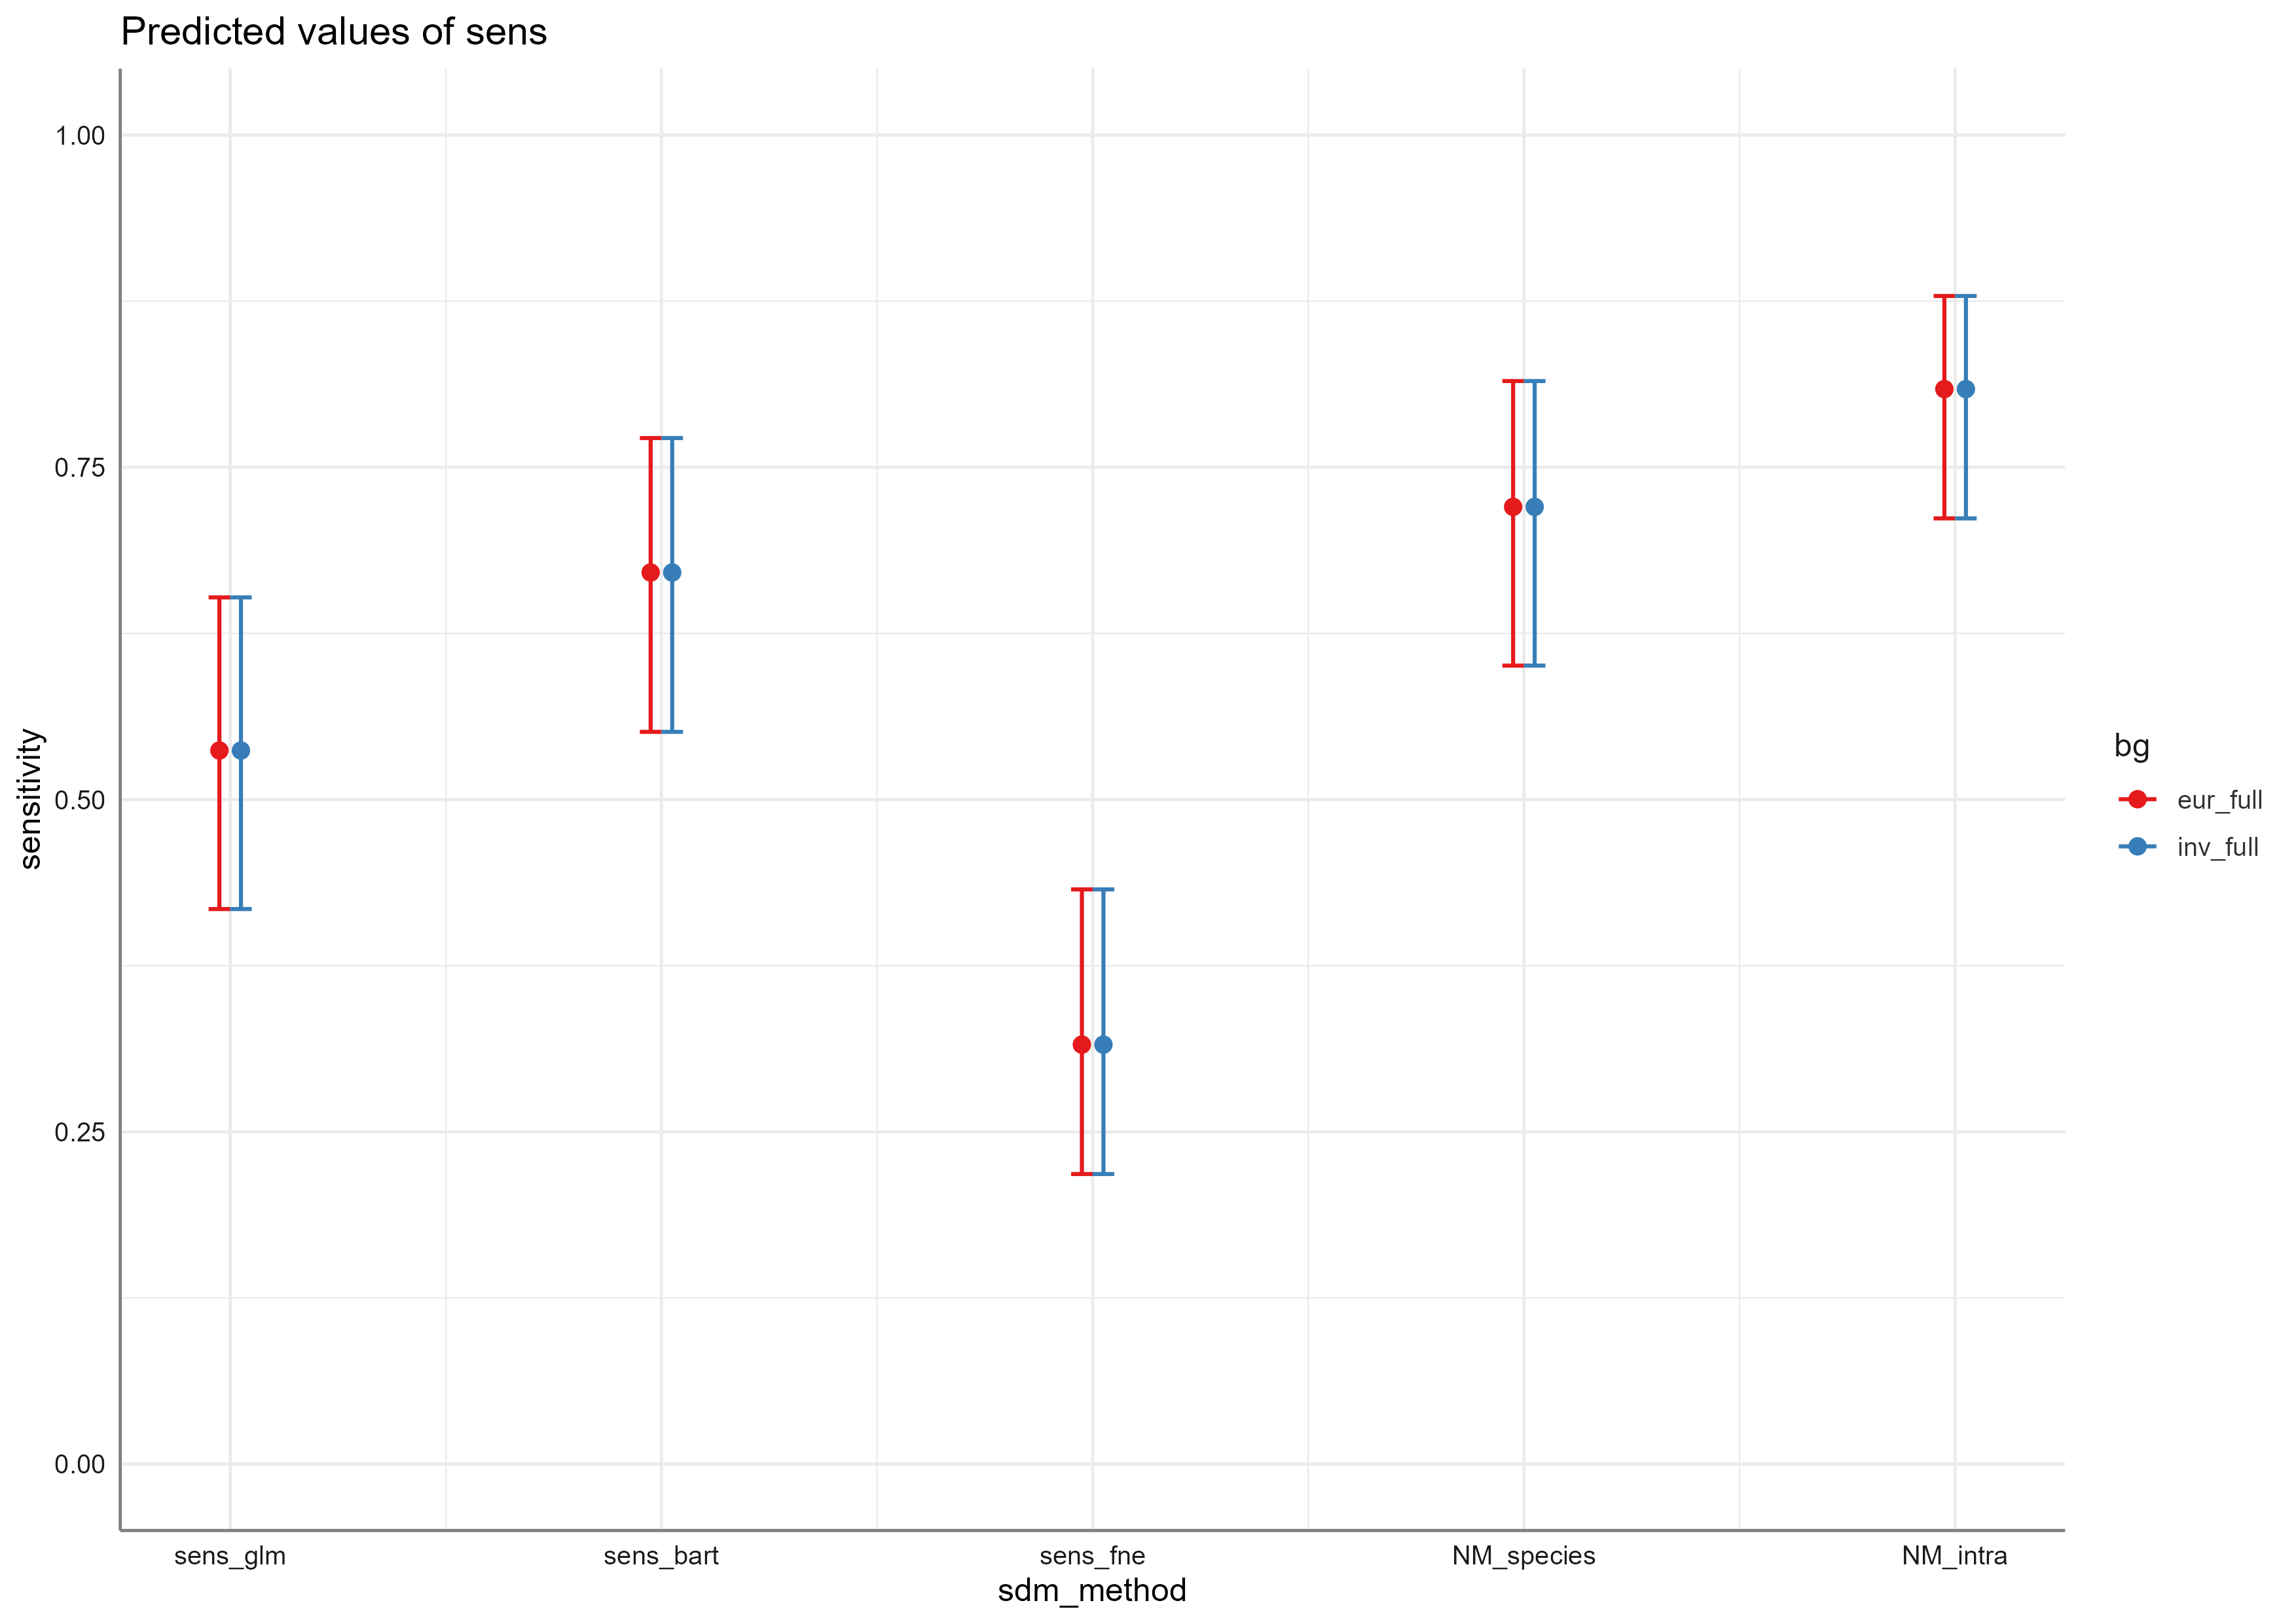 Predicted values of sens
1.00
0.75
0.50
0.25
0.00
sensitivity
sens_glm
sens_bart
sens_fne
NM_species
NM_intra
sdm_method
bg
eur_full
inv_full